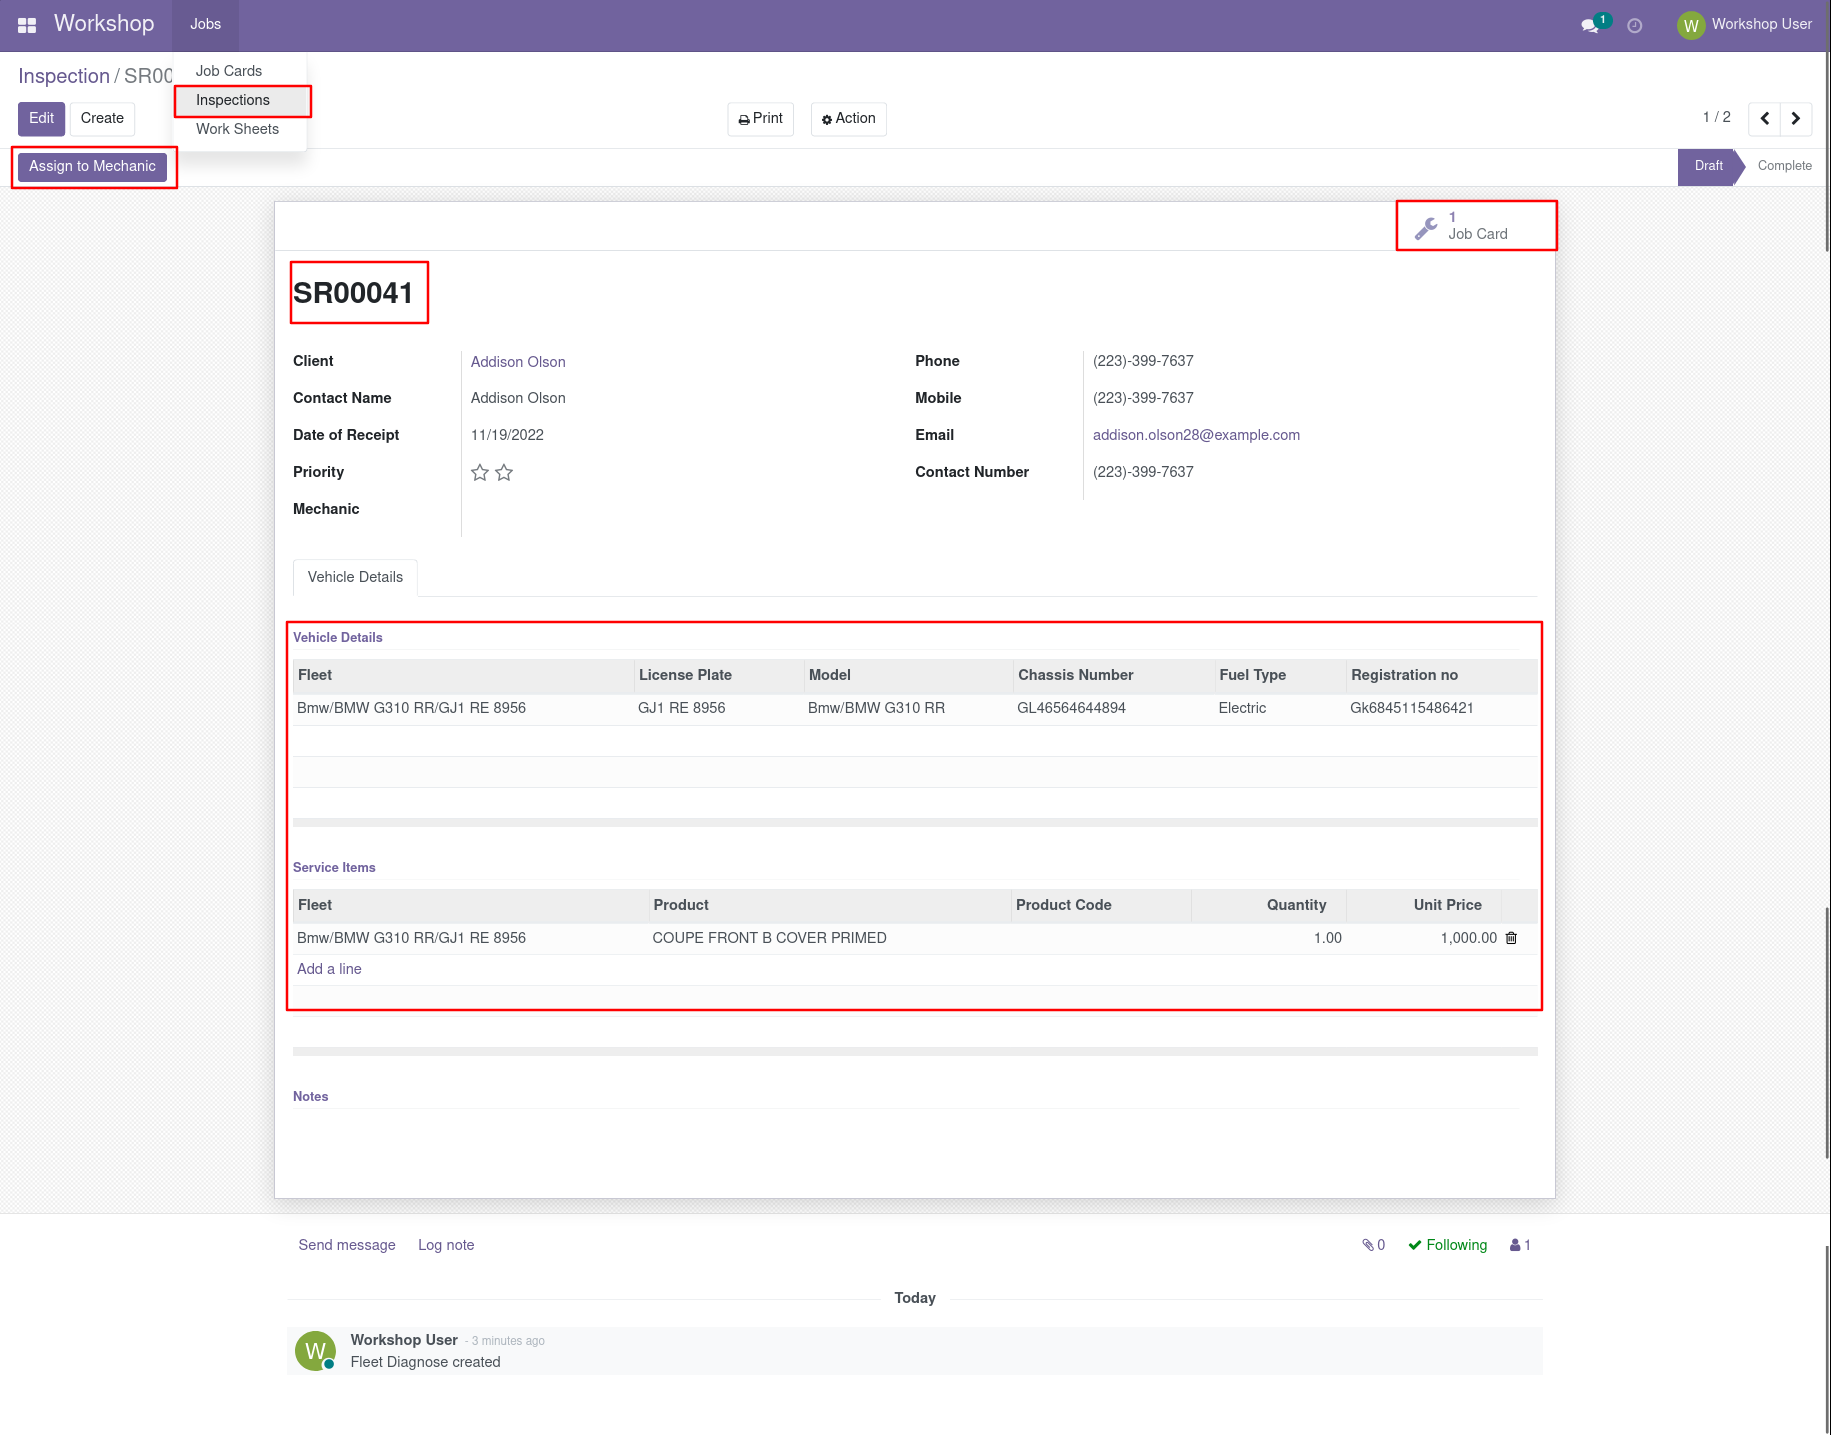 Workshop Jobs 1 Workshop User
Inspection / SR00
Job Cards
Inspections
Work Sheets
Edit Create Print Action 1 / 2
Assign to Mechanic Draft Complete
1
Job Card
SR00041
Client Addison Olson Phone (223)-399-7637
Contact Name Addison Olson Mobile (223)-399-7637
Date of Receipt 11/19/2022 Email addison.olson28@example.com
Priority Contact Number (223)-399-7637
Mechanic
Vehicle Details
Vehicle Details
Fleet License Plate Model Chassis Number Fuel Type Registration no
Bmw/BMW G310 RR/GJ1 RE 8956 GJ1 RE 8956 Bmw/BMW G310 RR GL46564644894 Electric Gk6845115486421
Service Items
Fleet Product Product Code Quantity Unit Price
Bmw/BMW G310 RR/GJ1 RE 8956 COUPE FRONT B COVER PRIMED 1.00 1,000.00
Add a line
Notes
Send message Log note 0 Following 1
Today
W Workshop User - 3 minutes ago
Fleet Diagnose created